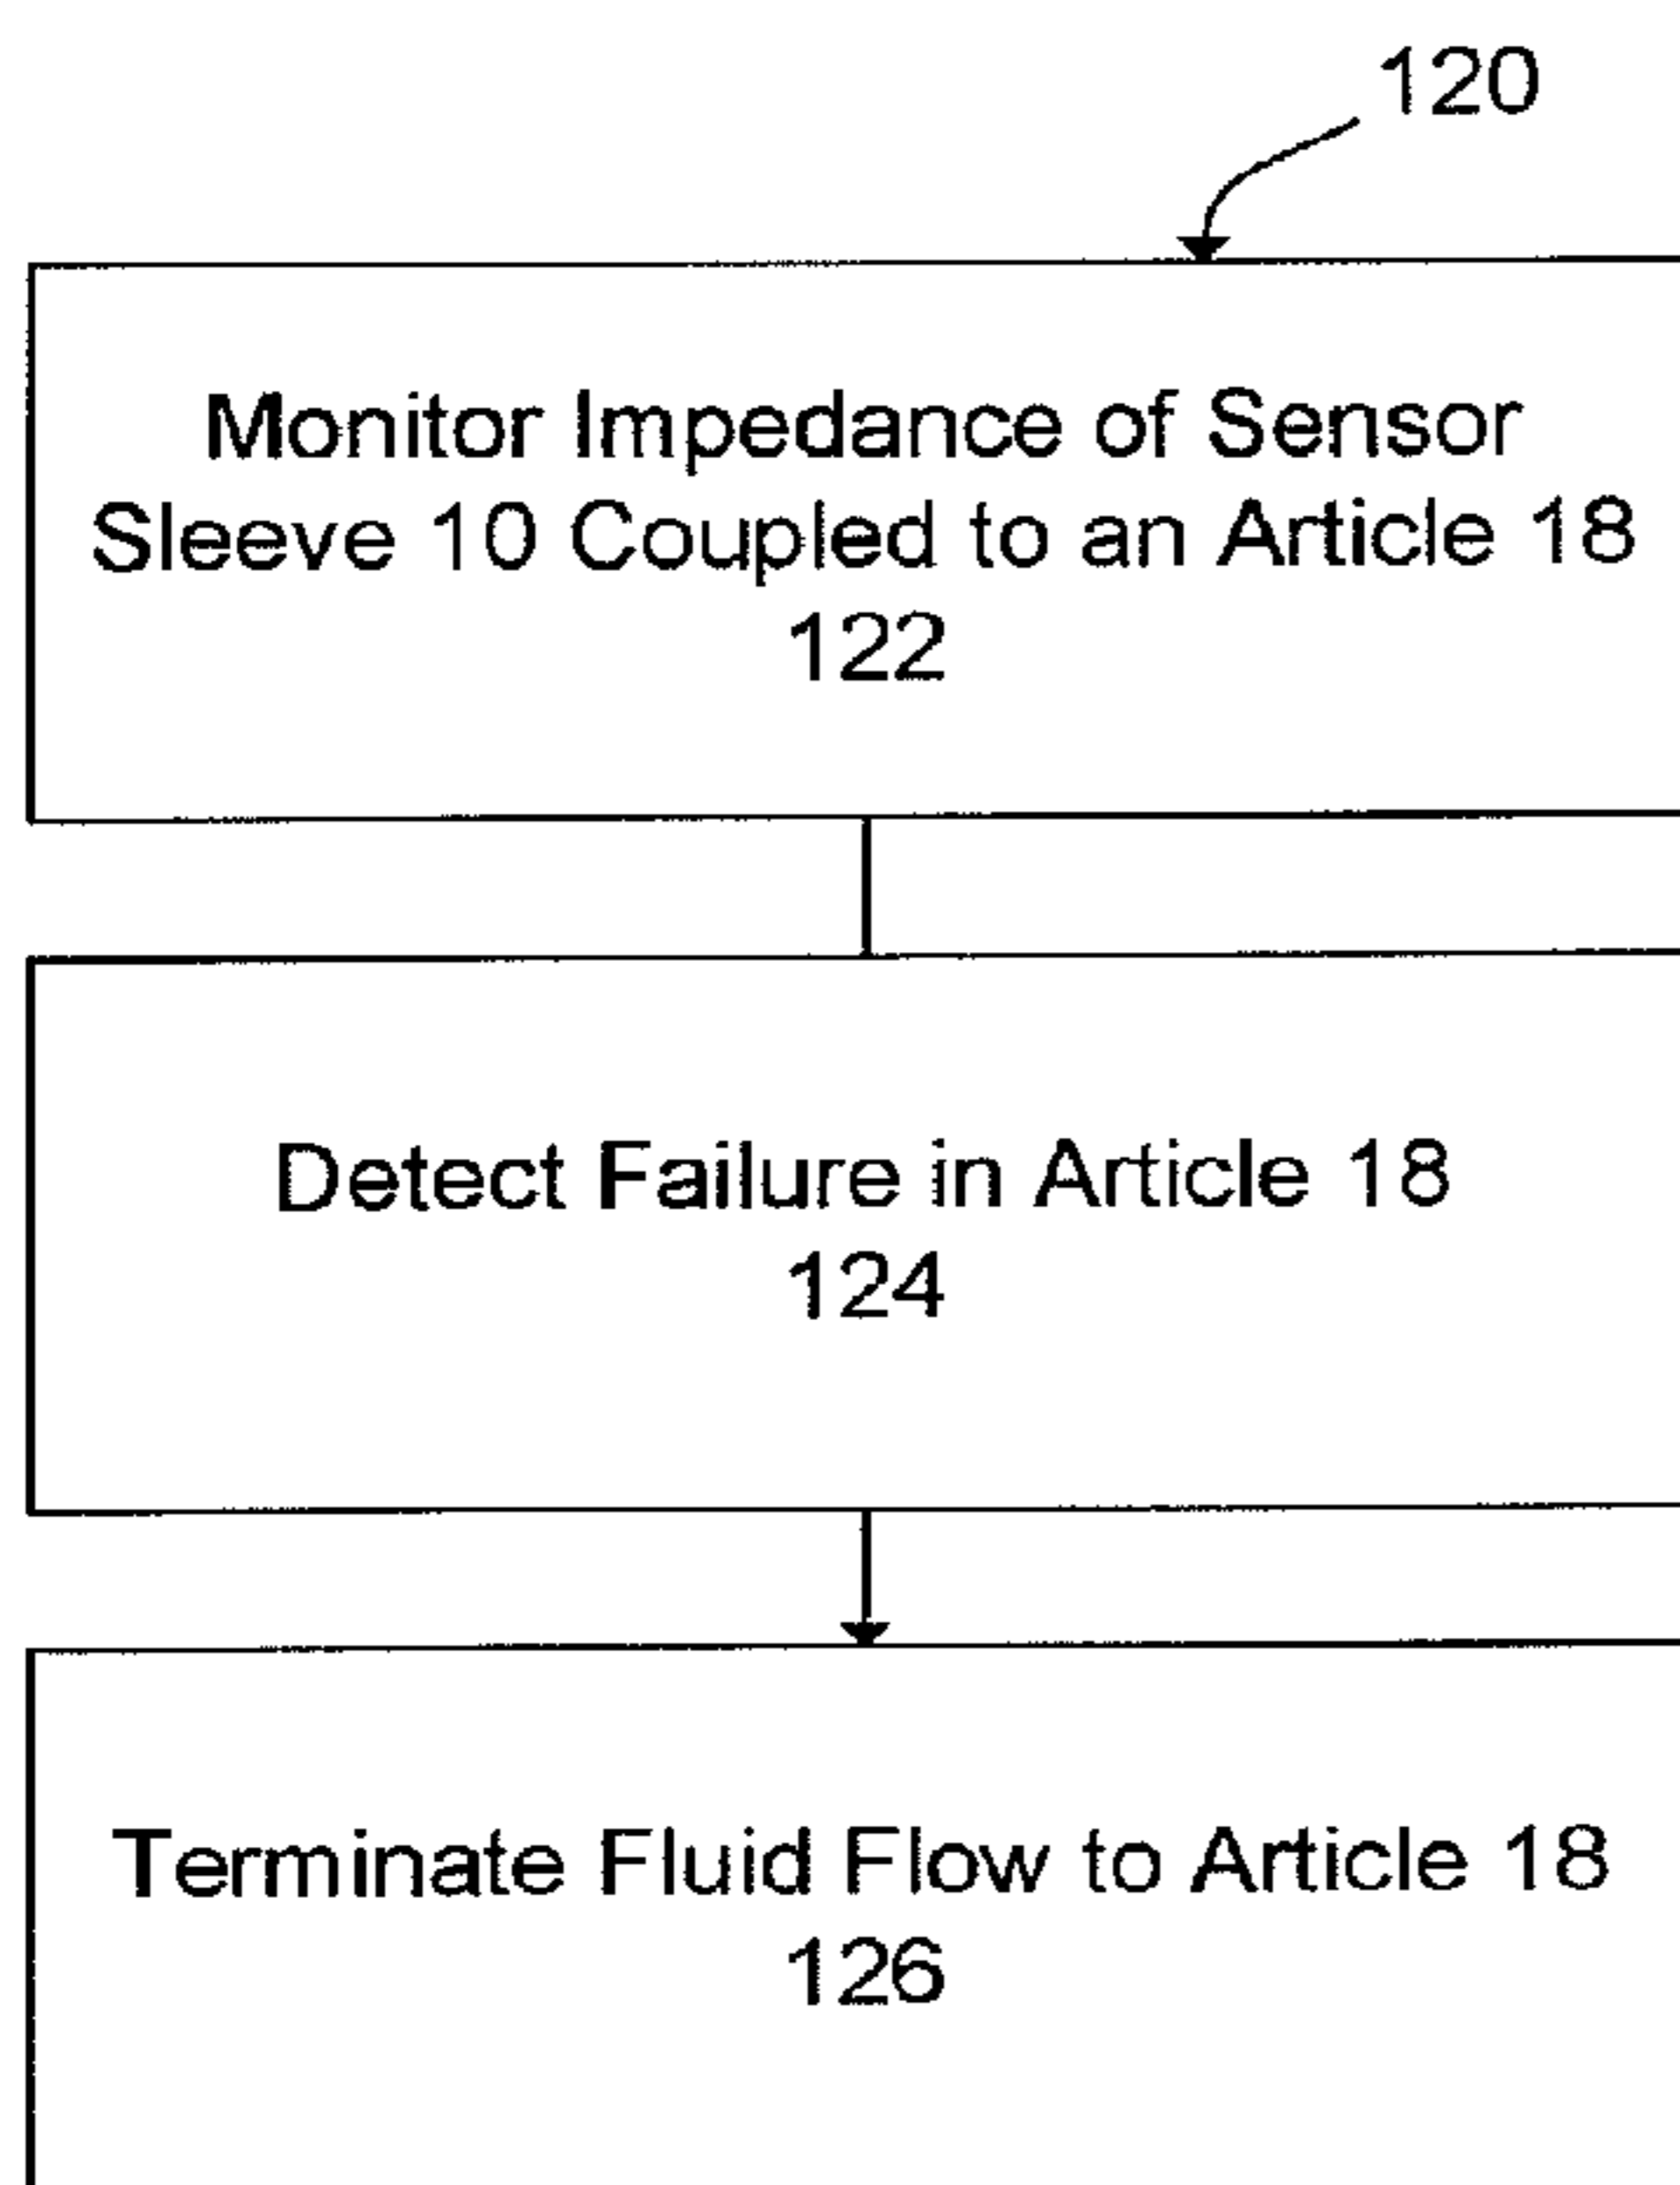 120
Monitor Impedance of Sensor
Sleeve 10 Coupled to an Article 18
122
Detect Failure in Article 18
124
Terminate Fluid Flow to Article 18
126